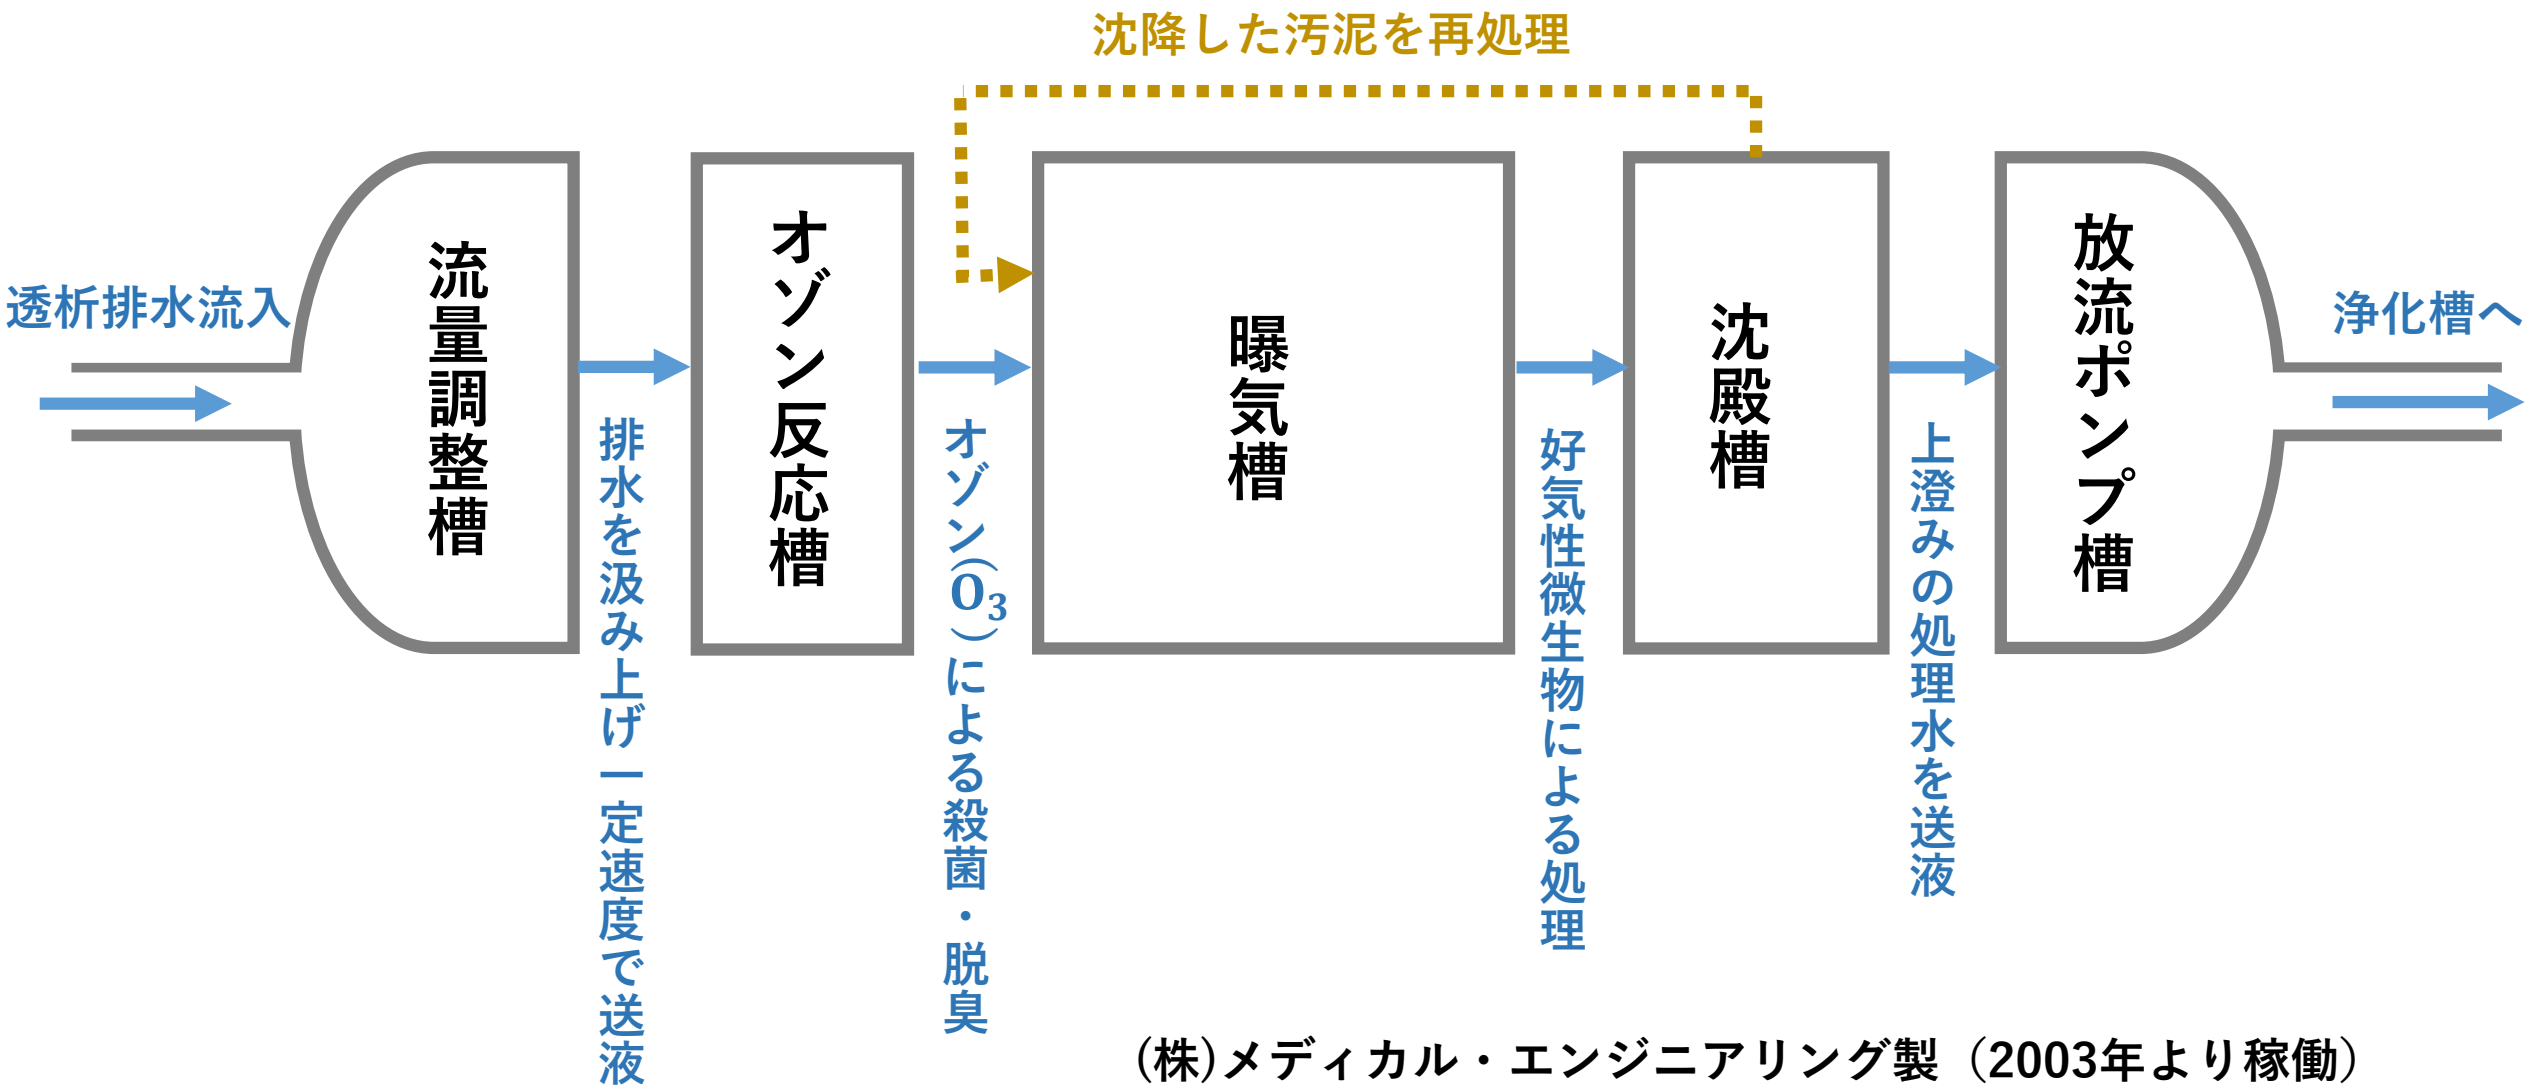 沈降した汚泥を再処理
透析排水流入
流量調整槽
排水を汲み上げ一定速度で送液
オゾン反応槽
オゾン(O₃)による殺菌・脱臭
曝気槽
好気性微生物による処理
沈殿槽
上澄みの処理水を送液
放流ポンプ槽
浄化槽へ
(株)メディカル・エンジニアリング製（2003年より稼働）